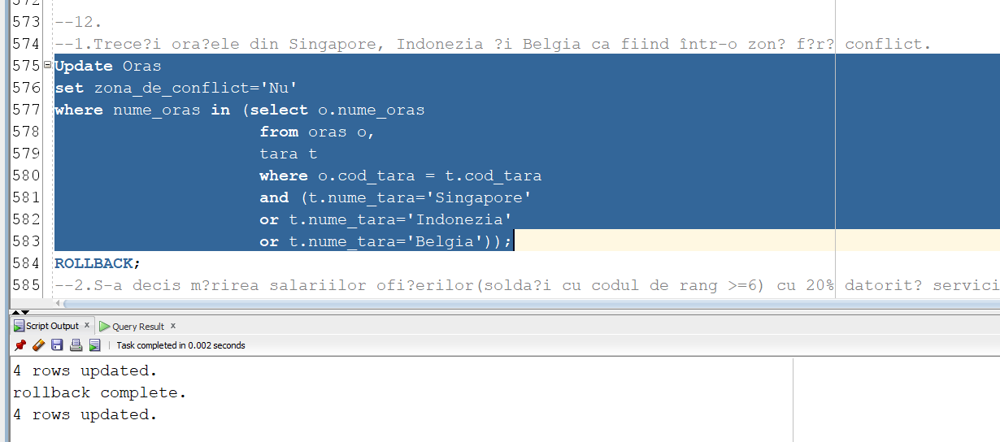 572
573 --12.
574 --1.Trece?i ora?ele din Singapore, Indonezia ?i Belgia ca fiind într-o zon? f?r? conflict.
575 Update Oras
576 set zona_de_conflict='Nu'
577 where nume_oras in (select o.nume_oras
578 from oras o,
579 tara t
580 where o.cod_tara = t.cod_tara
581 and (t.nume_tara='Singapore'
582 or t.nume_tara='Indonezia'
583 or t.nume_tara='Belgia'));
584 ROLLBACK;
585 --2.S-a decis m?rirea salariilor ofi?erilor(solda?i cu codul de rang >=6) cu 20% datorit?
Script Output x Query Result x
Task completed in 0.002 seconds
4 rows updated.
rollback complete.
4 rows updated.